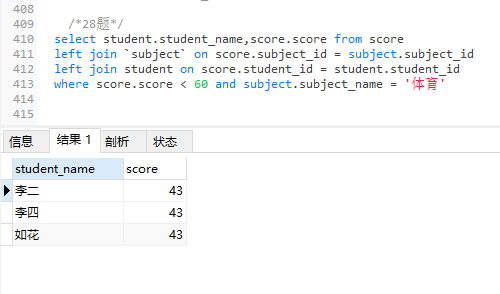 408
409 /*28题*/
410 select student.student_name,score.score from score
411 left join `subject` on score.subject_id = subject.subject_id
412 left join student on score.student_id = student.student_id
413 where score.score < 60 and subject.subject_name = '体育'
414
415
信息 结果 1 剖析 状态
student_name score
李二 43
李四 43
如花 43